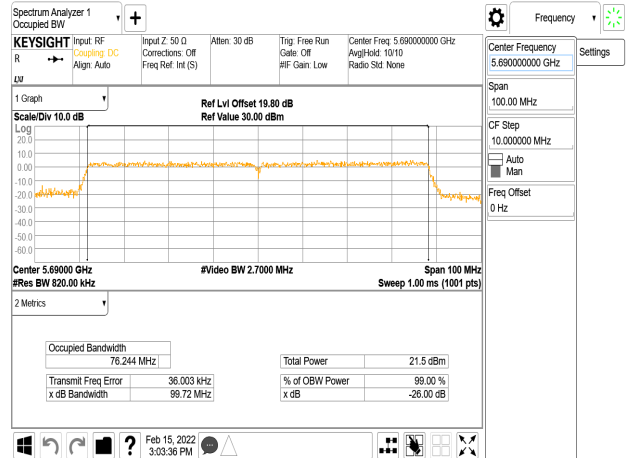 Spectrum Analyzer 1
Occupied BW
Frequency
KEYSIGHT
R
Input: RF
Coupling: DC
Align: Auto
Input Z: 50 Ω
Corrections: Off
Freq Ref: Int (S)
Atten: 30 dB
Trig: Free Run
Gate: Off
#IF Gain: Low
Center Freq: 5.690000000 GHz
Avg|Hold: 10/10
Radio Std: None
Center Frequency
5.690000000 GHz
Settings
Span
100.00 MHz
CF Step
10.000000 MHz
Auto
Man
Freq Offset
0 Hz
1 Graph
Scale/Div 10.0 dB
Ref Lvl Offset 19.80 dB
Ref Value 30.00 dBm
Log
20.0
10.0
0.00
-10.0
-20.0
-30.0
-40.0
-50.0
-60.0
Center 5.69000 GHz
#Video BW 2.7000 MHz
Span 100 MHz
#Res BW 820.00 kHz
Sweep 1.00 ms (1001 pts)
2 Metrics
Occupied Bandwidth
76.244 MHz
Total Power 21.5 dBm
Transmit Freq Error 36.003 kHz
% of OBW Power 99.00 %
x dB Bandwidth 99.72 MHz
x dB -26.00 dB
?
Feb 15, 2022
3:03:36 PM